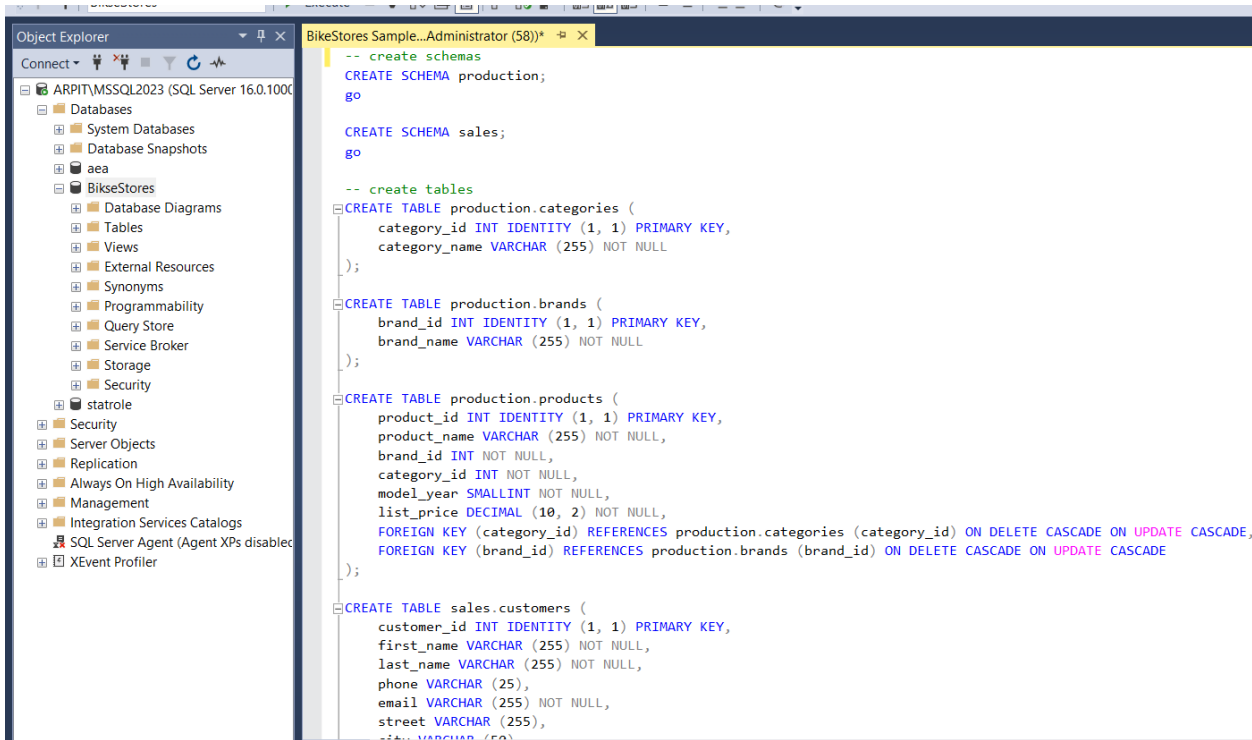 BikseStores
Execute
Object Explorer
Connect
ARPIT\MSSQL2023 (SQL Server 16.0.1000
Databases
System Databases
Database Snapshots
aea
BikseStores
Database Diagrams
Tables
Views
External Resources
Synonyms
Programmability
Query Store
Service Broker
Storage
Security
statrole
Security
Server Objects
Replication
Always On High Availability
Management
Integration Services Catalogs
SQL Server Agent (Agent XPs disablec
XEvent Profiler
BikeStores Sample...Administrator (58))*
-- create schemas
CREATE SCHEMA production;
go
CREATE SCHEMA sales;
go
-- create tables
CREATE TABLE production.categories (
category_id INT IDENTITY (1, 1) PRIMARY KEY,
category_name VARCHAR (255) NOT NULL
);
CREATE TABLE production.brands (
brand_id INT IDENTITY (1, 1) PRIMARY KEY,
brand_name VARCHAR (255) NOT NULL
);
CREATE TABLE production.products (
product_id INT IDENTITY (1, 1) PRIMARY KEY,
product_name VARCHAR (255) NOT NULL,
brand_id INT NOT NULL,
category_id INT NOT NULL,
model_year SMALLINT NOT NULL,
list_price DECIMAL (10, 2) NOT NULL,
FOREIGN KEY (category_id) REFERENCES production.categories (category_id) ON DELETE CASCADE ON UPDATE CASCADE,
FOREIGN KEY (brand_id) REFERENCES production.brands (brand_id) ON DELETE CASCADE ON UPDATE CASCADE
);
CREATE TABLE sales.customers (
customer_id INT IDENTITY (1, 1) PRIMARY KEY,
first_name VARCHAR (255) NOT NULL,
last_name VARCHAR (255) NOT NULL,
phone VARCHAR (25),
email VARCHAR (255) NOT NULL,
street VARCHAR (255),
city VARCHAR (50)